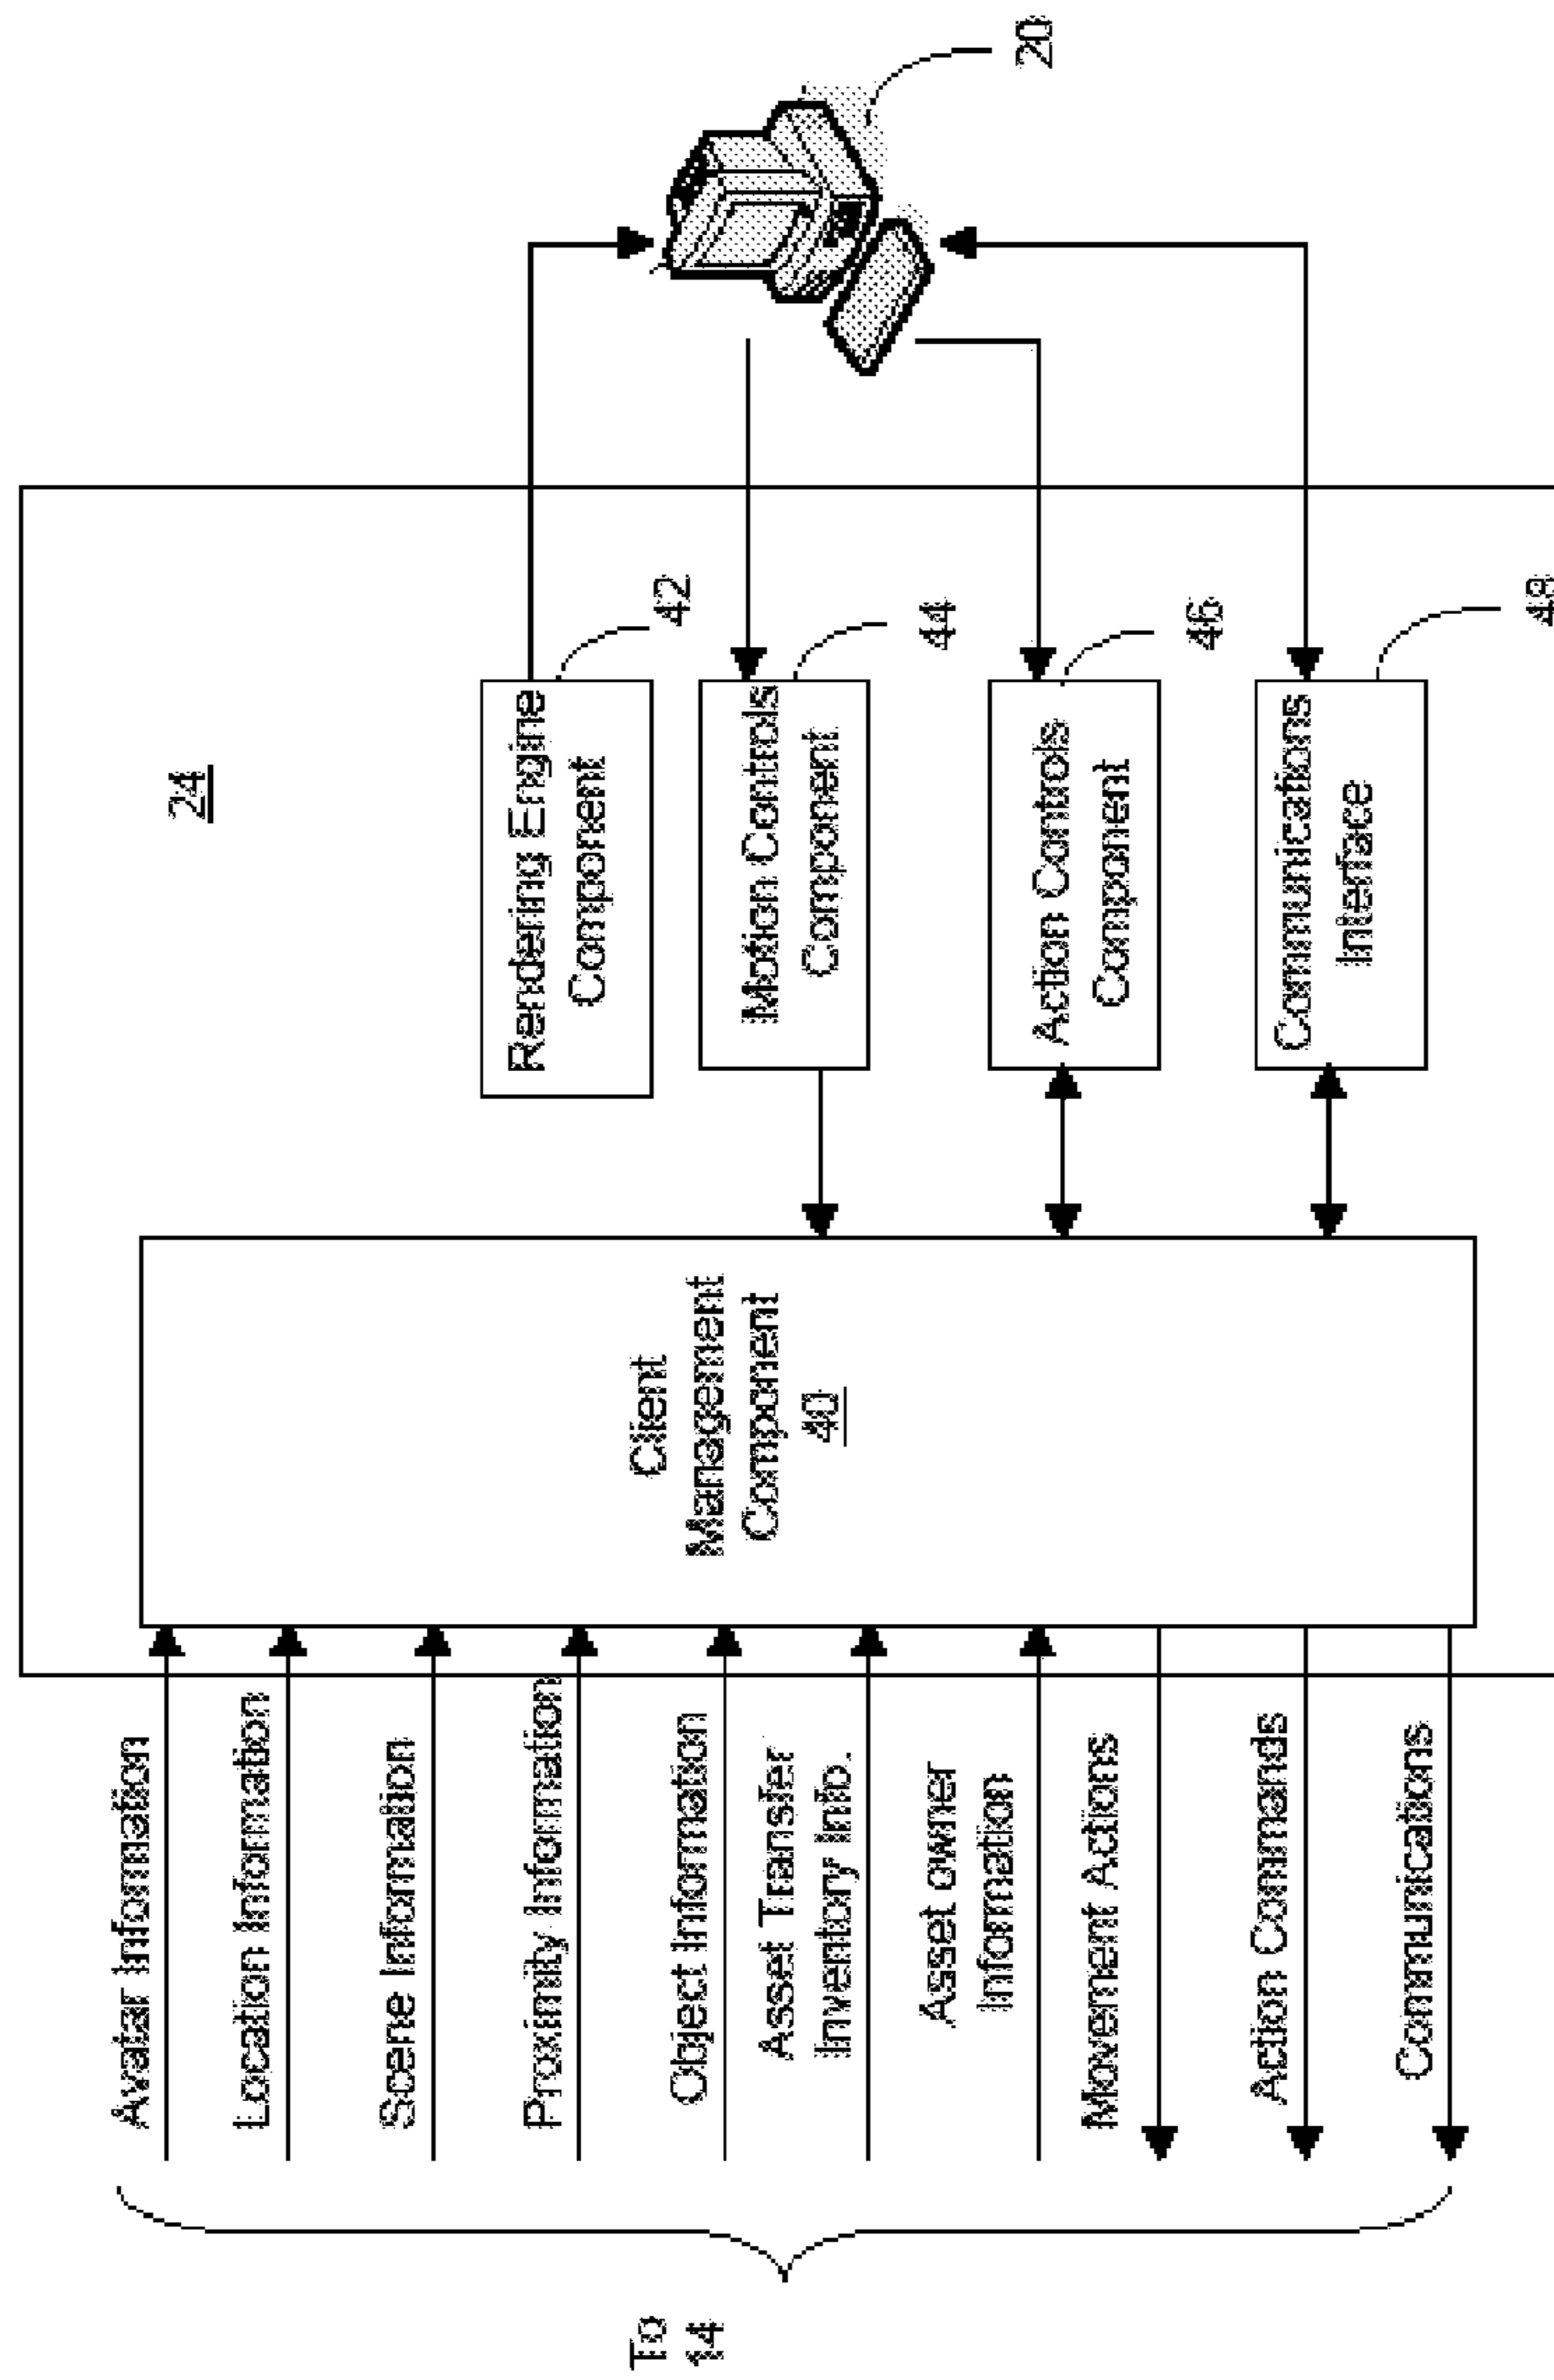 24
20
Rendering Engine
Component
42
Motion Controls
Component
44
Action Controls
Component
46
Communications
Interface
48
Client
Management
Component
40
Avatar Information
Location Information
Scene Information
Proximity Information
Object Information
Asset Transfer
Inventory Info.
Asset owner
Information
Movement Actions
Action Commands
Communications
To
14